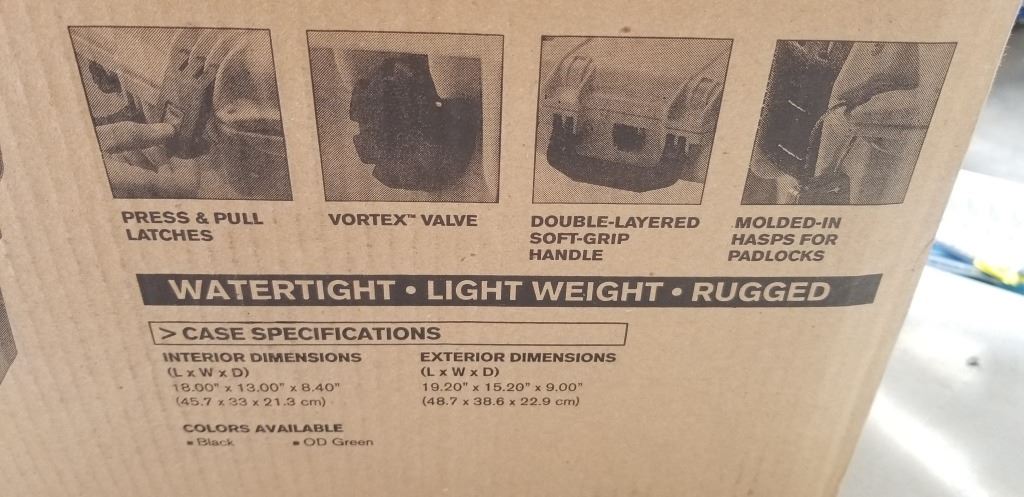 PRESS & PULL
LATCHES
VORTEX™ VALVE
DOUBLE-LAYERED
SOFT-GRIP
HANDLE
MOLDED-IN
HASPS FOR
PADLOCKS
WATERTIGHT • LIGHT WEIGHT • RUGGED
> CASE SPECIFICATIONS
INTERIOR DIMENSIONS
(L x W x D)
18.00" x 13.00" x 8.40"
(45.7 x 33 x 21.3 cm)
EXTERIOR DIMENSIONS
(L x W x D)
19.20" x 15.20" x 9.00"
(48.7 x 38.6 x 22.9 cm)
COLORS AVAILABLE
▪ Black ▪ OD Green